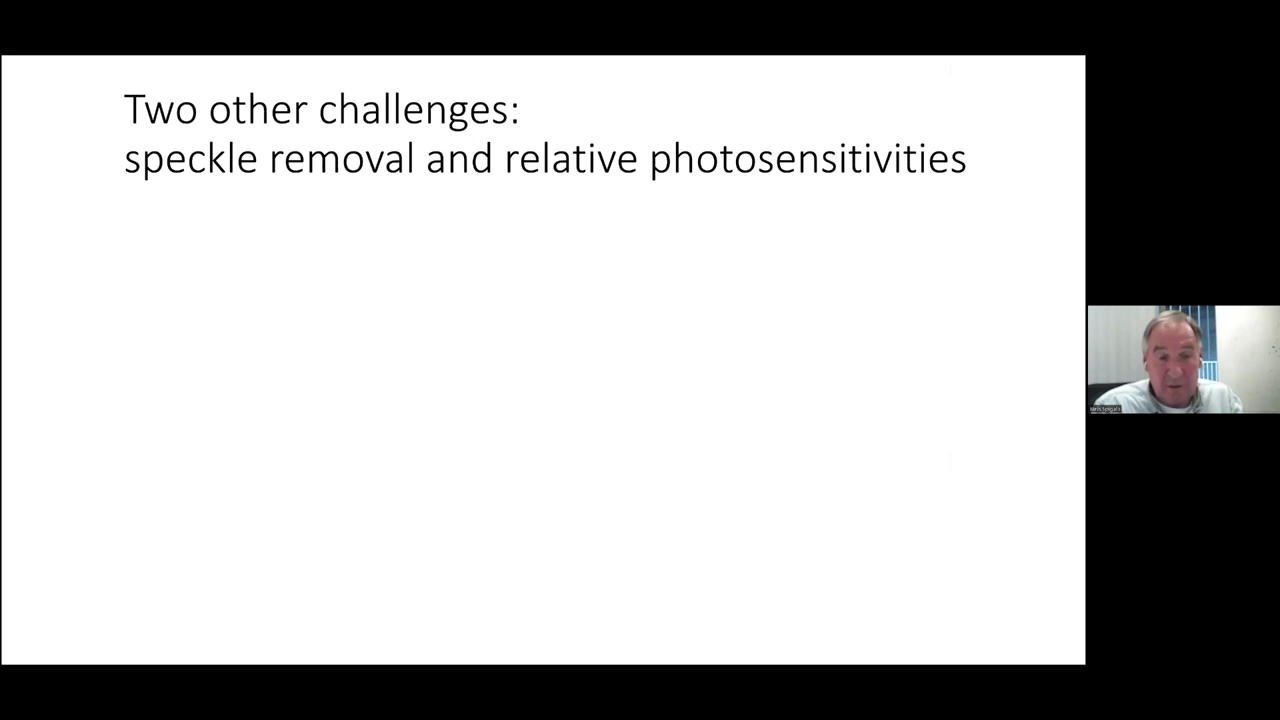 Two other challenges:
speckle removal and relative photosensitivities